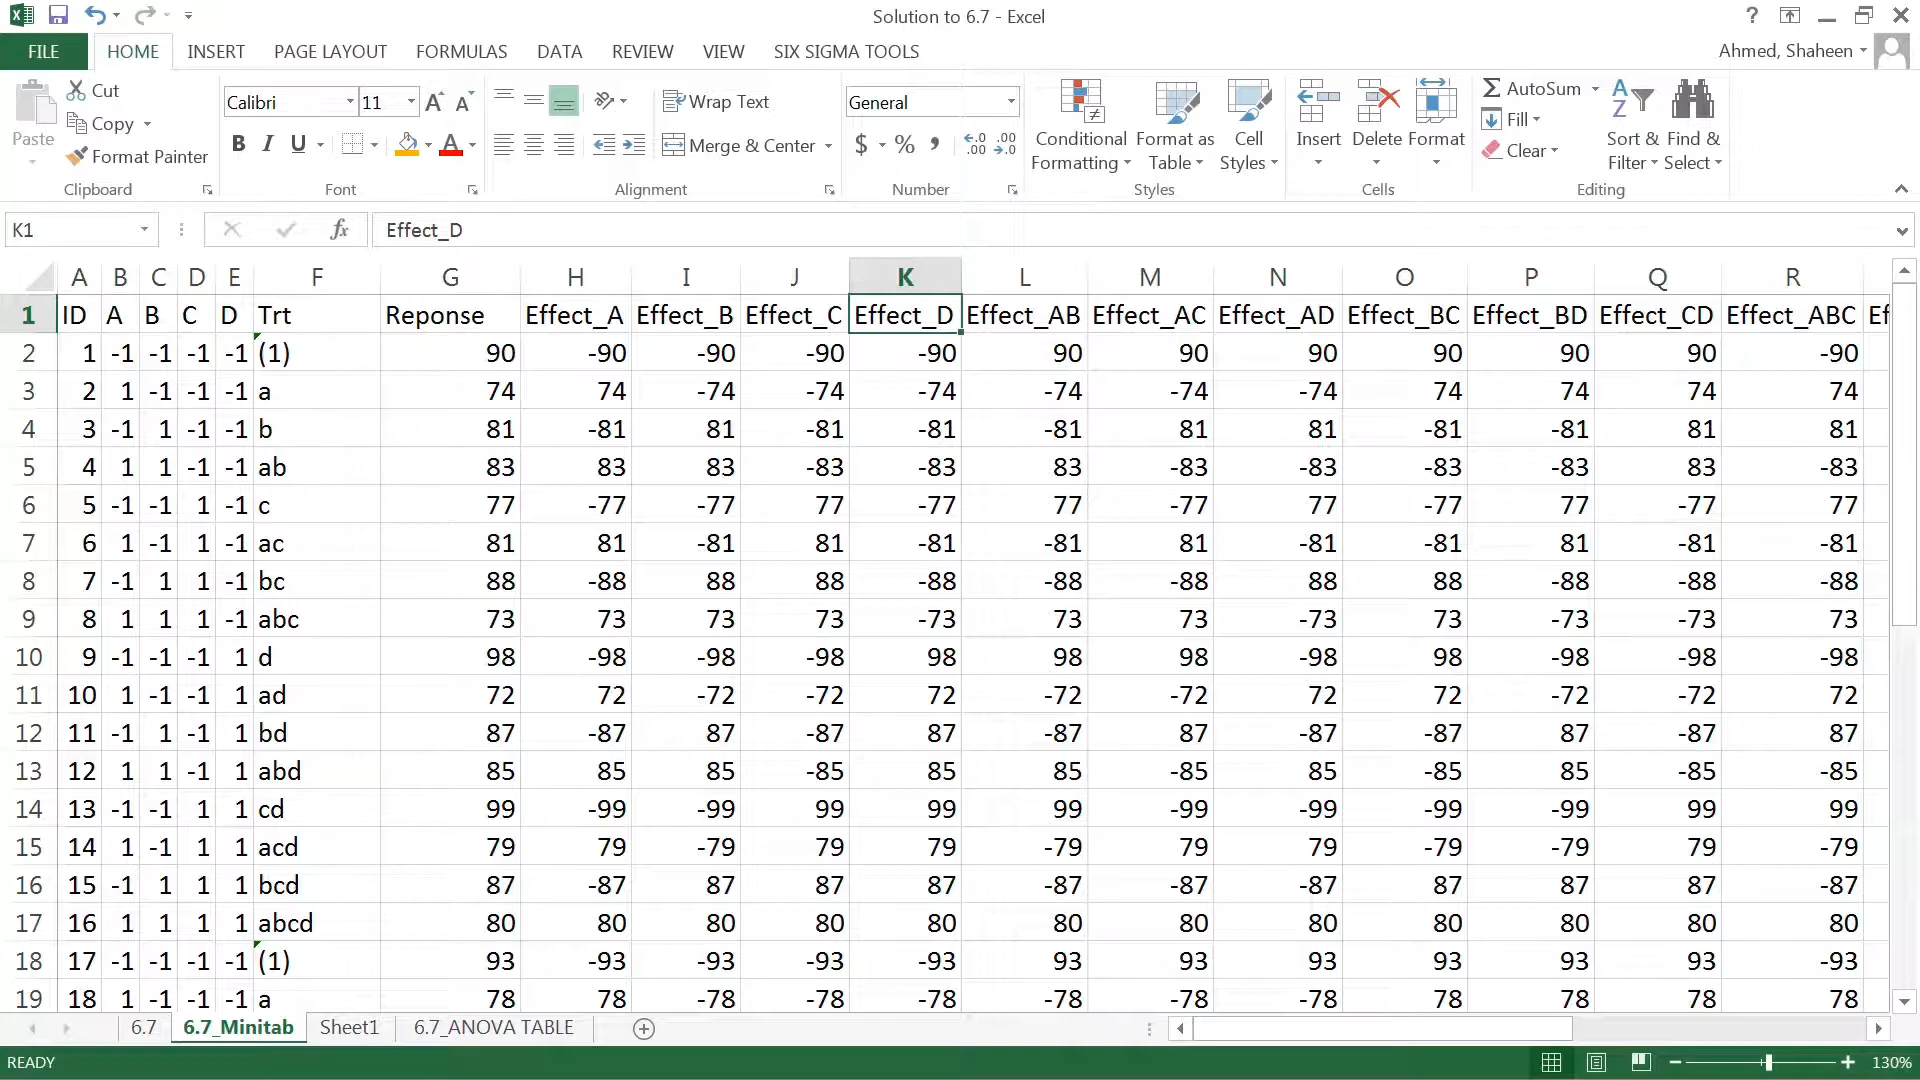 Solution to 6.7 - Excel
?
FILE HOME INSERT PAGE LAYOUT FORMULAS DATA REVIEW VIEW SIX SIGMA TOOLS Ahmed, Shaheen
Paste Cut Copy Format Painter
Calibri 11 A A
B I U A
Wrap Text
Merge & Center
General
$ % , .0 .00 .00 .0
Conditional Formatting
Format as Table
Cell Styles
Insert Delete Format
AutoSum
Fill
Clear
Sort & Filter
Find & Select
Clipboard Font Alignment Number Styles Cells Editing
K1 fx Effect_D
A B C D E F G H I J K L M N O P Q R
1 ID A B C D Trt Reponse Effect_A Effect_B Effect_C Effect_D Effect_AB Effect_AC Effect_AD Effect_BC Effect_BD Effect_CD Effect_ABC Ef
2 1 -1 -1 -1 -1 (1) 90 -90 -90 -90 -90 90 90 90 90 90 90 -90
3 2 1 -1 -1 -1 a 74 74 -74 -74 -74 -74 -74 -74 74 74 74 74
4 3 -1 1 -1 -1 b 81 -81 81 -81 -81 -81 81 81 -81 -81 81 81
5 4 1 1 -1 -1 ab 83 83 83 -83 -83 83 -83 -83 -83 -83 83 -83
6 5 -1 -1 1 -1 c 77 -77 -77 77 -77 77 -77 77 -77 77 -77 77
7 6 1 -1 1 -1 ac 81 81 -81 81 -81 -81 81 -81 -81 81 -81 -81
8 7 -1 1 1 -1 bc 88 -88 88 88 -88 -88 -88 88 88 -88 -88 -88
9 8 1 1 1 -1 abc 73 73 73 73 -73 73 73 -73 73 -73 -73 73
10 9 -1 -1 -1 1 d 98 -98 -98 -98 98 98 98 -98 98 -98 -98 -98
11 10 1 -1 -1 1 ad 72 72 -72 -72 72 -72 -72 72 72 -72 -72 72
12 11 -1 1 -1 1 bd 87 -87 87 -87 87 -87 87 -87 -87 87 -87 87
13 12 1 1 -1 1 abd 85 85 85 -85 85 85 -85 85 -85 85 -85 -85
14 13 -1 -1 1 1 cd 99 -99 -99 99 99 99 -99 -99 -99 -99 99 99
15 14 1 -1 1 1 acd 79 79 -79 79 79 -79 79 79 -79 -79 79 -79
16 15 -1 1 1 1 bcd 87 -87 87 87 87 -87 -87 -87 87 87 87 -87
17 16 1 1 1 1 abcd 80 80 80 80 80 80 80 80 80 80 80 80
18 17 -1 -1 -1 -1 (1) 93 -93 -93 -93 -93 93 93 93 93 93 93 -93
19 18 1 -1 -1 -1 a 78 78 -78 -78 -78 -78 -78 -78 78 78 78 78
6.7 6.7_Minitab Sheet1 6.7_ANOVA TABLE
READY 130%